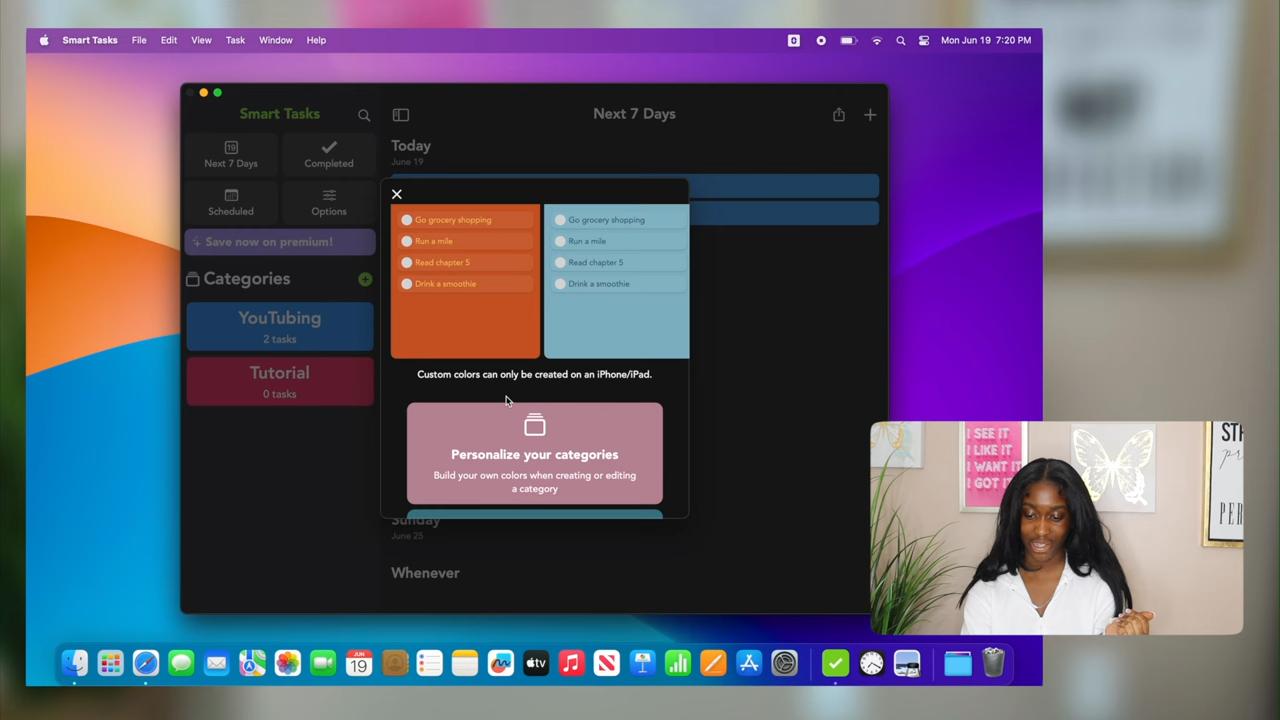 Smart Tasks File Edit View Task Window Help
Mon Jun 19 7:20 PM
Smart Tasks
19
Next 7 Days
Completed
Scheduled
Options
Save now on premium!
Categories
YouTubing
2 tasks
Tutorial
0 tasks
Next 7 Days
Today
June 19
Go grocery shopping
Run a mile
Read chapter 5
Drink a smoothie
Go grocery shopping
Run a mile
Read chapter 5
Drink a smoothie
Custom colors can only be created on an iPhone/iPad.
Personalize your categories
Build your own colors when creating or editing
a category
Sunday
June 25
Whenever
I SEE IT
I LIKE IT
I WANT IT
I GOT IT
JUN
19
tv